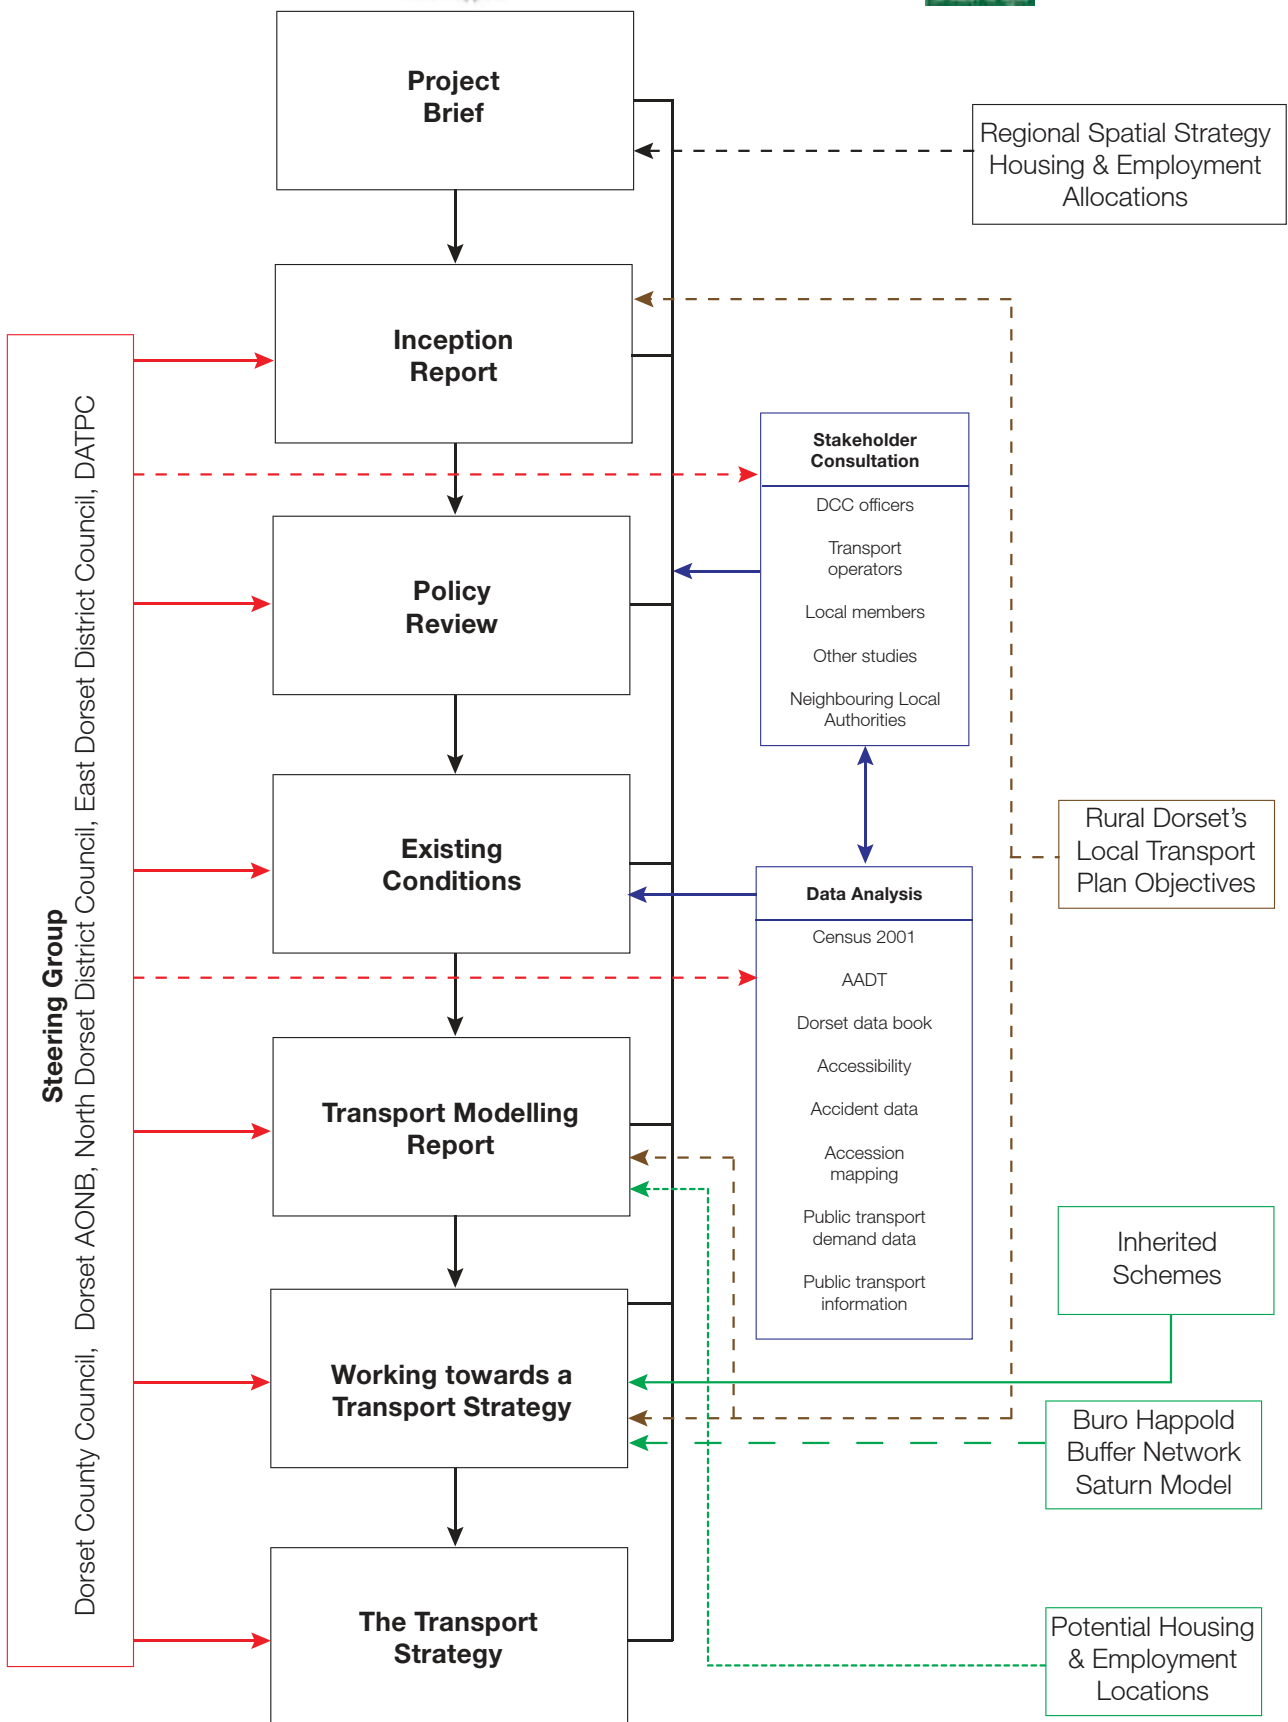 Project
Brief
Regional Spatial Strategy
Housing & Employment
Allocations
Inception
Report
Steering Group
Dorset County Council, Dorset AONB, North Dorset District Council, East Dorset District Council, DATPC
Stakeholder
Consultation
DCC officers
Transport
operators
Local members
Other studies
Neighbouring Local
Authorities
Policy
Review
Rural Dorset's
Local Transport
Plan Objectives
Existing
Conditions
Data Analysis
Census 2001
AADT
Dorset data book
Accessibility
Accident data
Accession
mapping
Public transport
demand data
Public transport
information
Transport Modelling
Report
Inherited
Schemes
Working towards a
Transport Strategy
Buro Happold
Buffer Network
Saturn Model
The Transport
Strategy
Potential Housing
& Employment
Locations